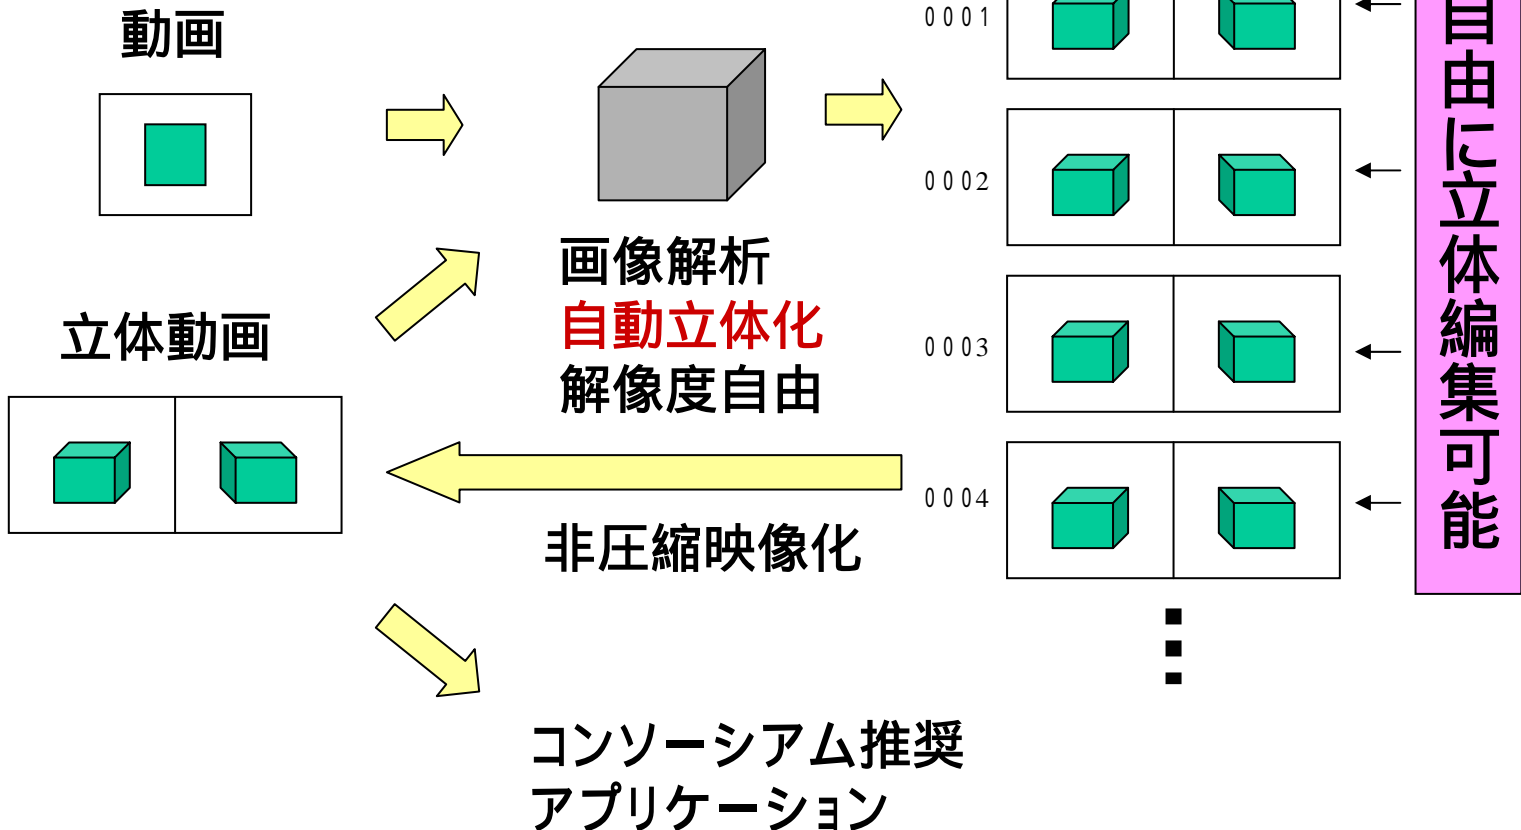 動画
立体動画
画像解析
自動立体化
解像度自由
非圧縮映像化
コンソーシアム推奨
アプリケーション
0001
0002
0003
0004
自由に立体編集可能